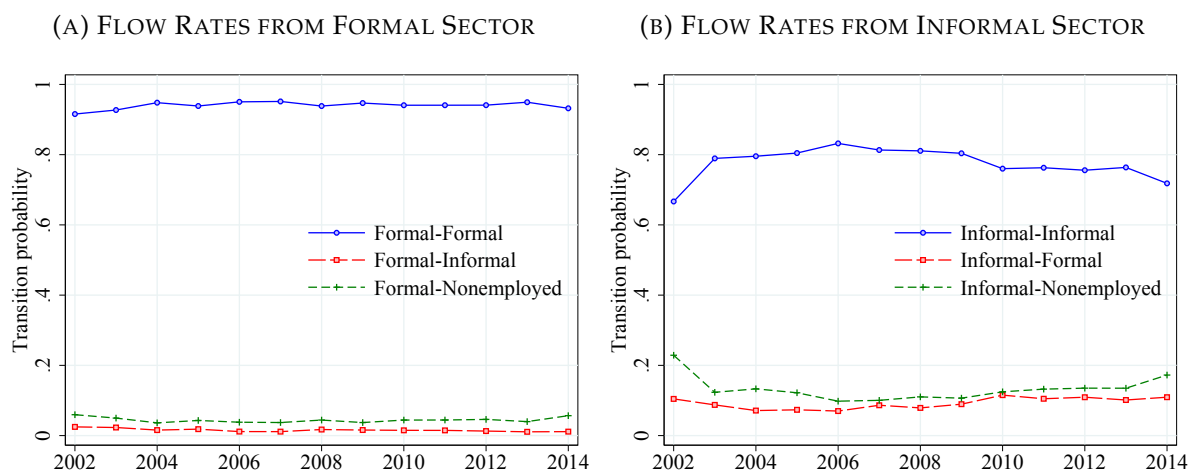 (A) FLOW RATES FROM FORMAL SECTOR
Transition probability
1
.8
.6
.4
.2
0
Formal-Formal
Formal-Informal
Formal-Nonemployed
2002 2004 2006 2008 2010 2012 2014
(B) FLOW RATES FROM INFORMAL SECTOR
Transition probability
1
.8
.6
.4
.2
0
Informal-Informal
Informal-Formal
Informal-Nonemployed
2002 2004 2006 2008 2010 2012 2014